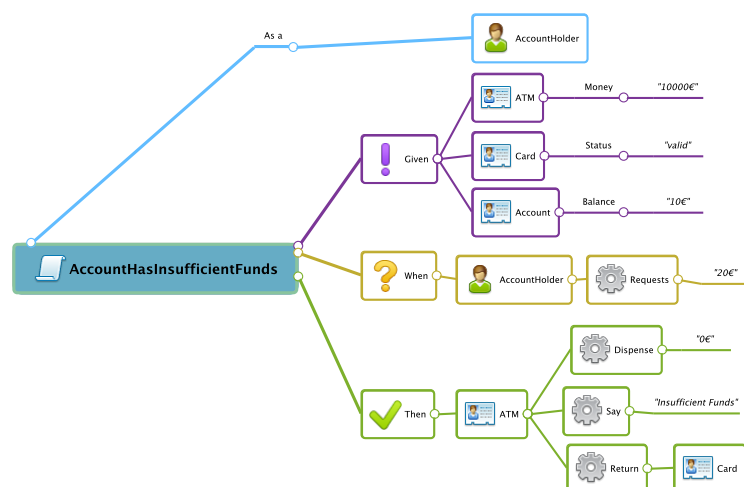 As a
AccountHolder
ATM
Money
"10000€"
Given
Card
Status
"valid"
Account
Balance
"10€"
AccountHasInsufficientFunds
When
AccountHolder
Requests
"20€"
Then
ATM
Dispense
"0€"
Say
"Insufficient Funds"
Return
Card